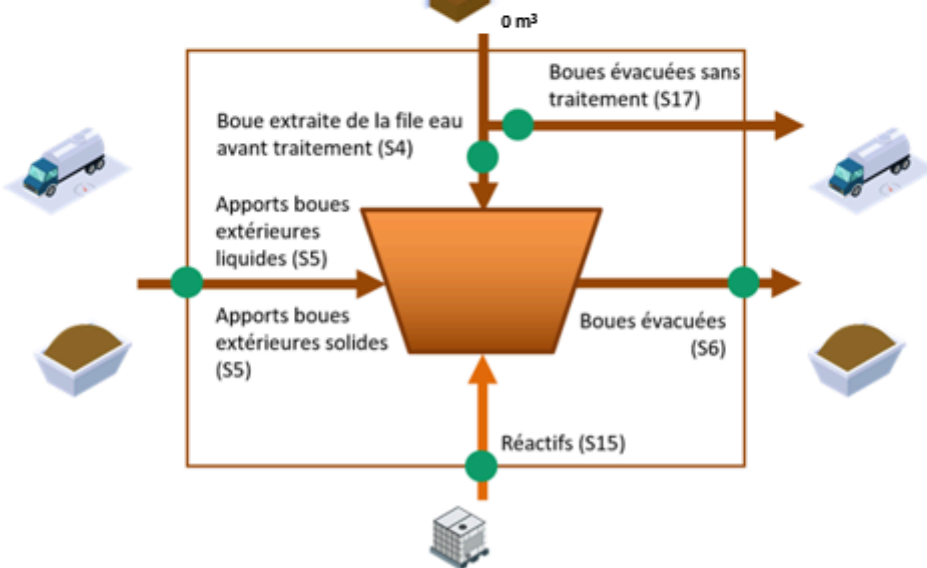 0 m³
Boues évacuées sans
traitement (S17)
Boue extraite de la file eau
avant traitement (S4)
Apports boues
extérieures
liquides (S5)
Apports boues
extérieures solides
(S5)
Boues évacuées
(S6)
Réactifs (S15)